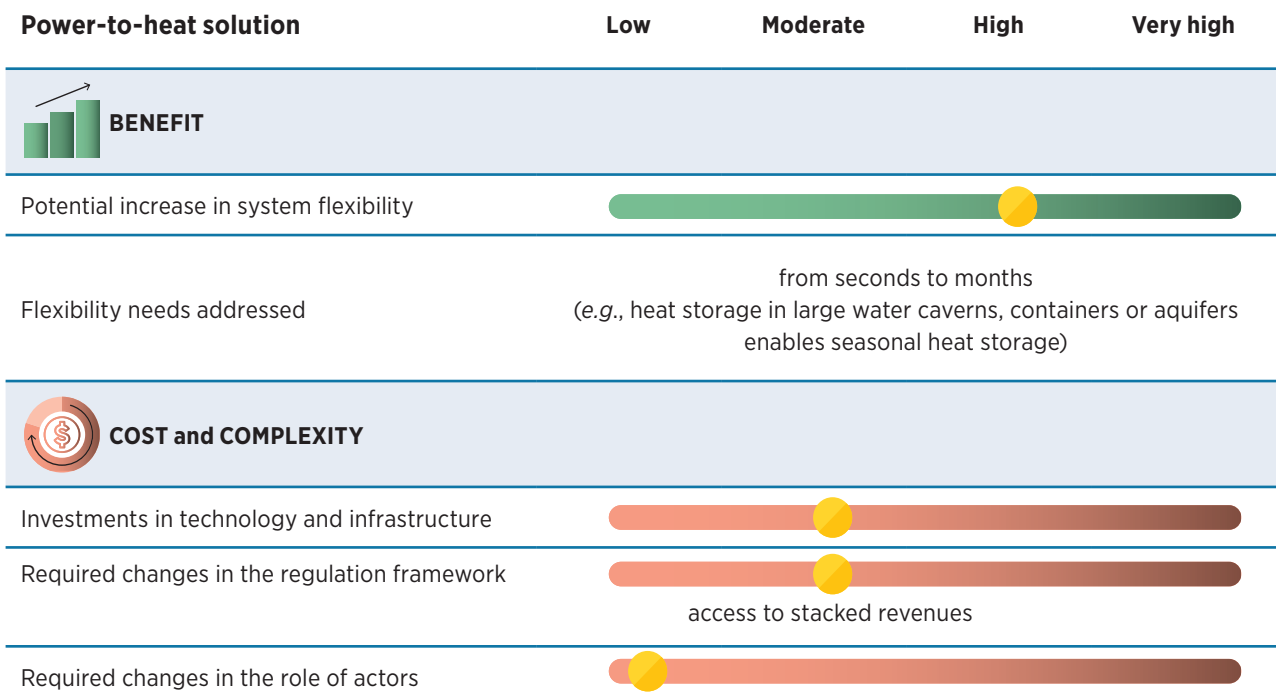 Power-to-heat solution Low Moderate High Very high
BENEFIT
Potential increase in system flexibility
Flexibility needs addressed
from seconds to months
(e.g., heat storage in large water caverns, containers or aquifers
enables seasonal heat storage)
$
COST and COMPLEXITY
Investments in technology and infrastructure
Required changes in the regulation framework
access to stacked revenues
Required changes in the role of actors